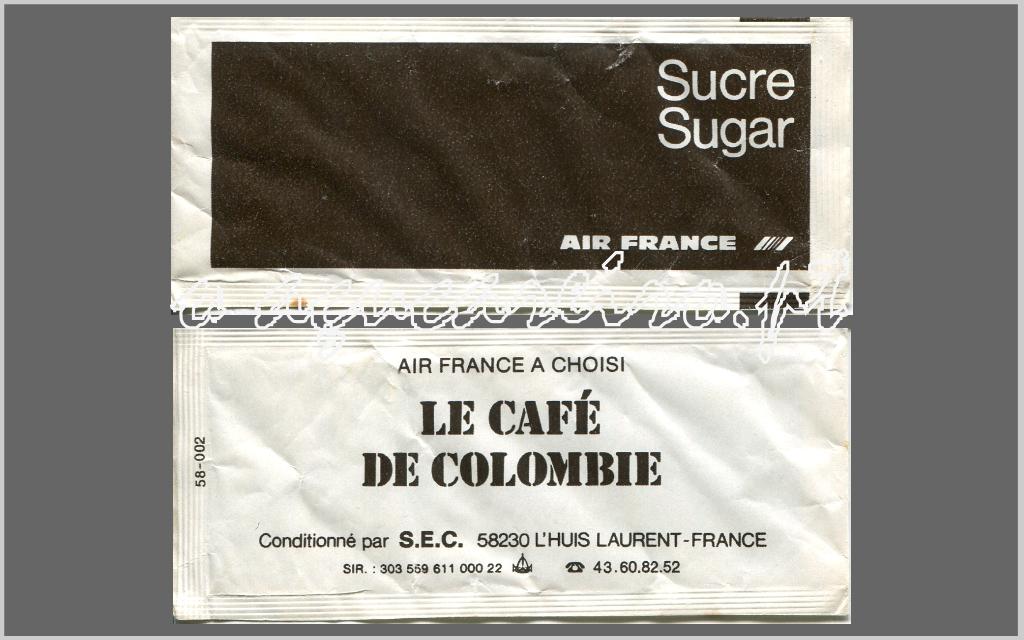 Sucre
Sugar
AIR FRANCE
AIR FRANCE A CHOISI
LE CAFÉ
DE COLOMBIE
58-002
Conditionné par S.E.C. 58230 L'HUIS LAURENT-FRANCE
SIR. : 303 559 611 000 22 ☎ 43.60.82.52